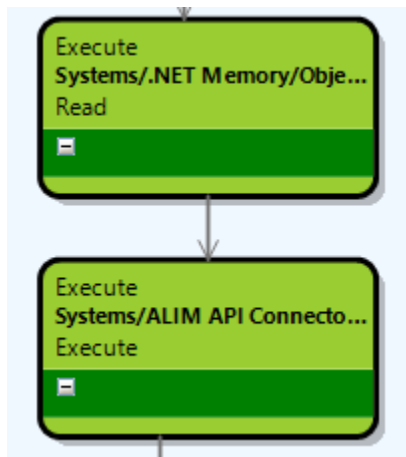 Execute
Systems/.NET Memory/Obje...
Read
Execute
Systems/ALIM API Connecto...
Execute